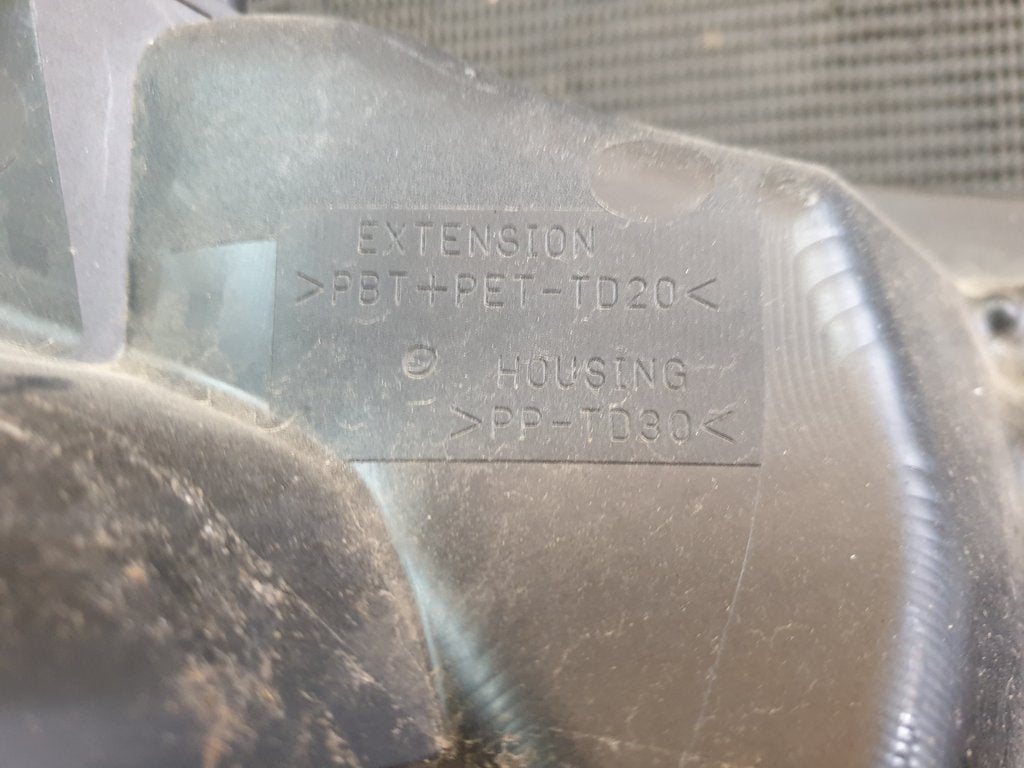 EXTENSION
>PBT+PET-TD20<
HOUSING
>PP-TD30<